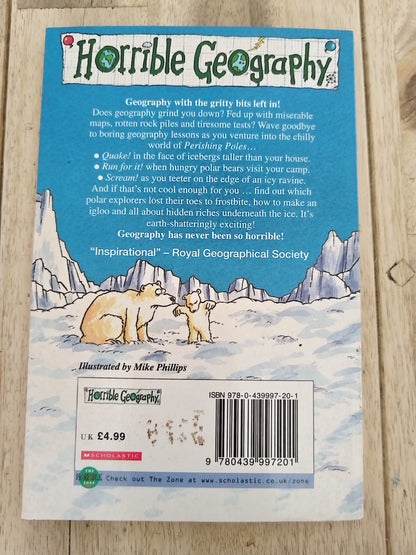 Horrible Geography
Geography with the gritty bits left in!
Does geography grind you down? Fed up with miserable
maps, rotten rock piles and tiresome tests? Wave goodbye
to boring geography lessons as you venture into the chilly
world of Perishing Poles…
• Quake! in the face of icebergs taller than your house.
• Run for it! when hungry polar bears visit your camp.
• Scream! as you teeter on the edge of an icy ravine.
And if that's not cool enough for you … find out which
polar explorers lost their toes to frostbite, how to make an
igloo and all about hidden riches underneath the ice. It's
earth-shatteringly exciting!
Geography has never been so horrible!
"Inspirational" – Royal Geographical Society
Illustrated by Mike Phillips
Horrible Geography
UK £4.99
SCHOLASTIC
ISBN 978-0-439997-20-1
9 780439 997201
THE
ZONE
Check out The Zone at www.scholastic.co.uk/zone